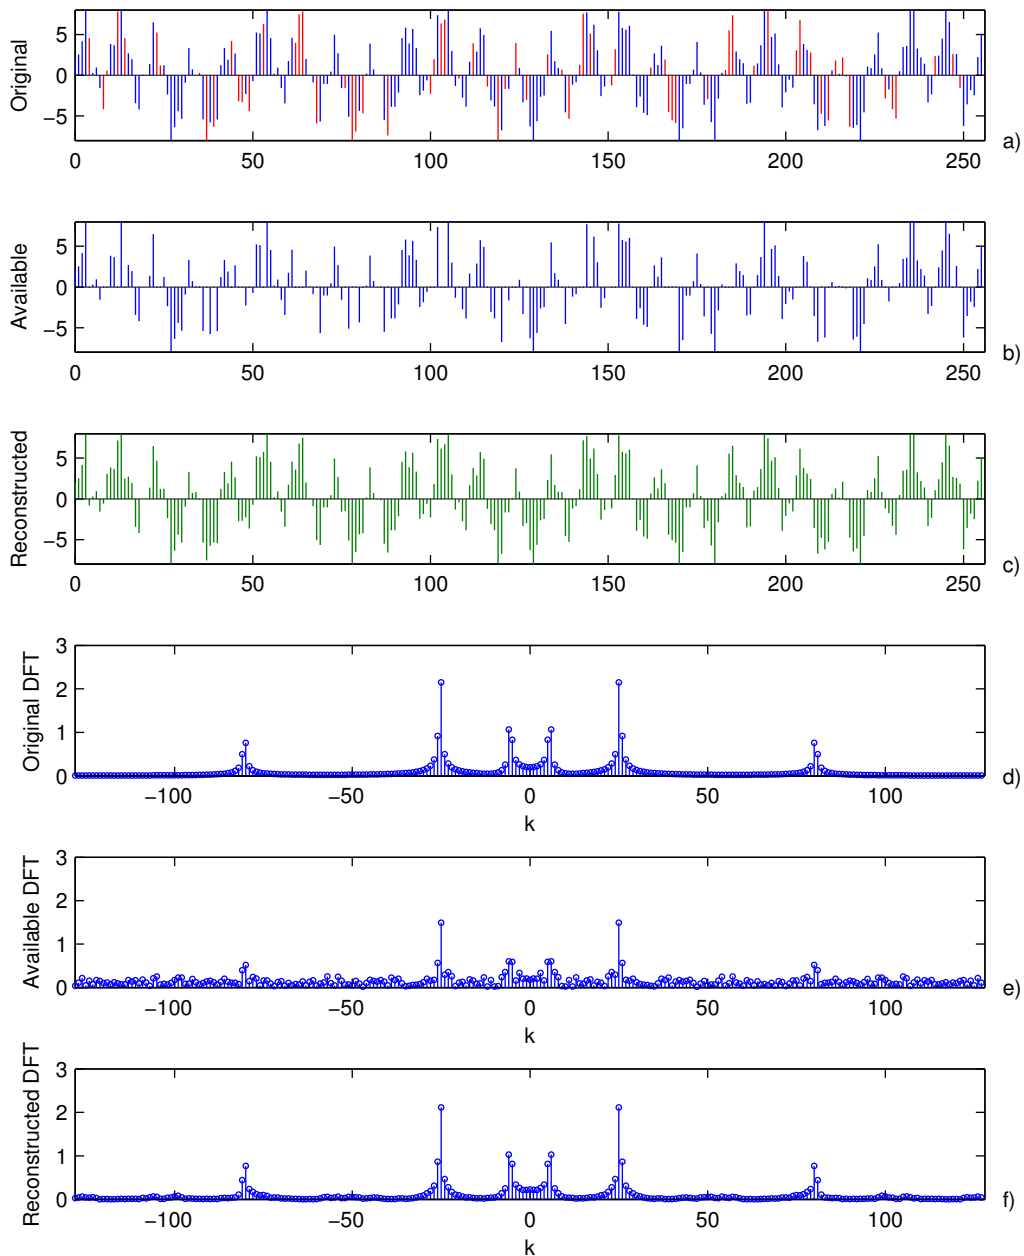 Original
5
0
−5
0 50 100 150 200 250
a)
Available
5
0
−5
0 50 100 150 200 250
b)
Reconstructed
5
0
−5
0 50 100 150 200 250
c)
Original DFT
3
2
1
0
−100 −50 0 50 100
k
d)
Available DFT
3
2
1
0
−100 −50 0 50 100
k
e)
Reconstructed DFT
3
2
1
0
−100 −50 0 50 100
k
f)